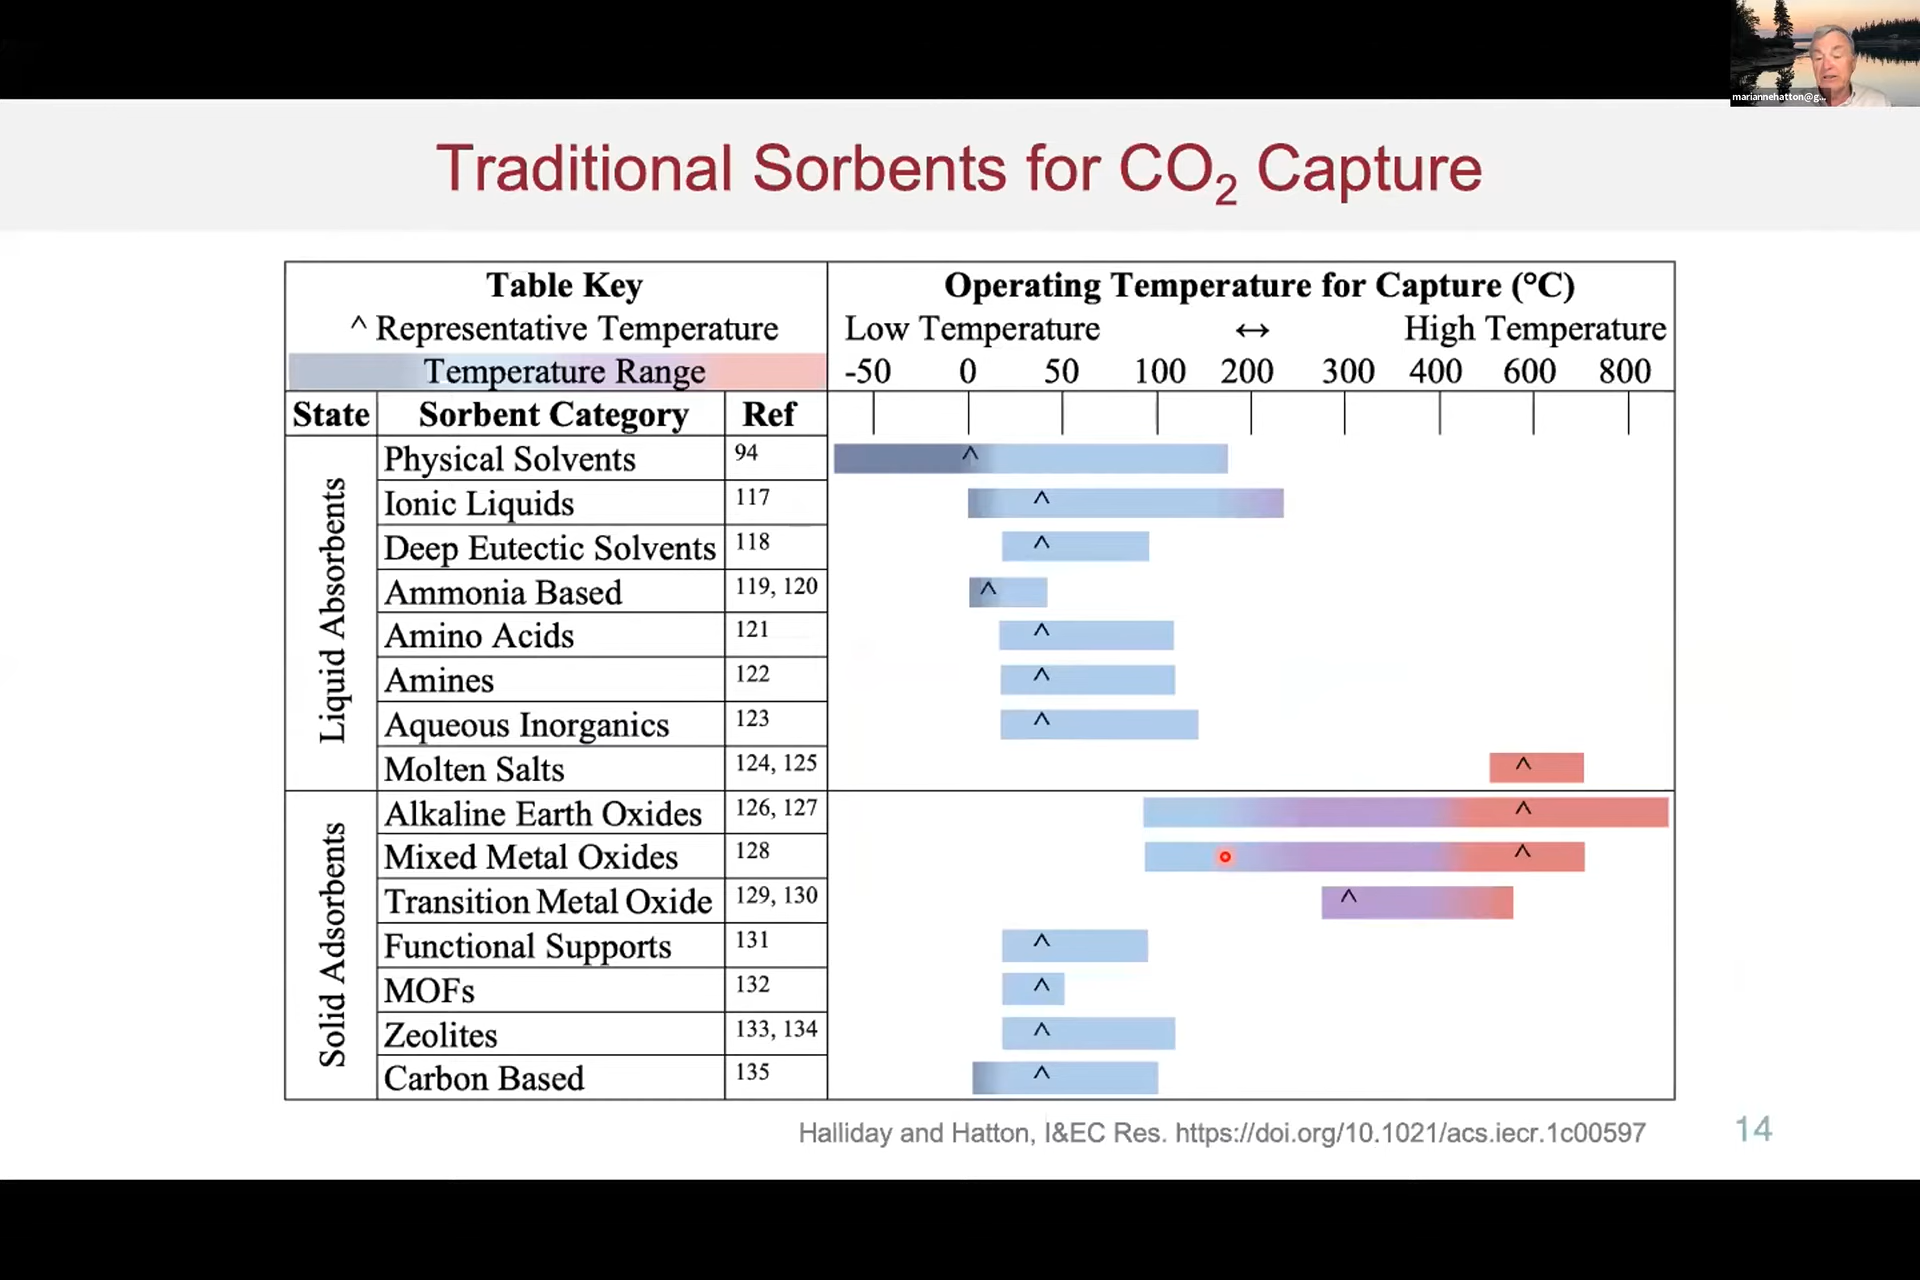 mariannehatton@g...
Traditional Sorbents for CO2 Capture
Table Key
^ Representative Temperature
Temperature Range
Operating Temperature for Capture (°C)
Low Temperature ↔ High Temperature
-50 0 50 100 200 300 400 600 800
State Sorbent Category Ref
Liquid Absorbents
Physical Solvents 94
Ionic Liquids 117
Deep Eutectic Solvents 118
Ammonia Based 119, 120
Amino Acids 121
Amines 122
Aqueous Inorganics 123
Molten Salts 124, 125
Solid Adsorbents
Alkaline Earth Oxides 126, 127
Mixed Metal Oxides 128
Transition Metal Oxide 129, 130
Functional Supports 131
MOFs 132
Zeolites 133, 134
Carbon Based 135
Halliday and Hatton, I&EC Res. https://doi.org/10.1021/acs.iecr.1c00597
14